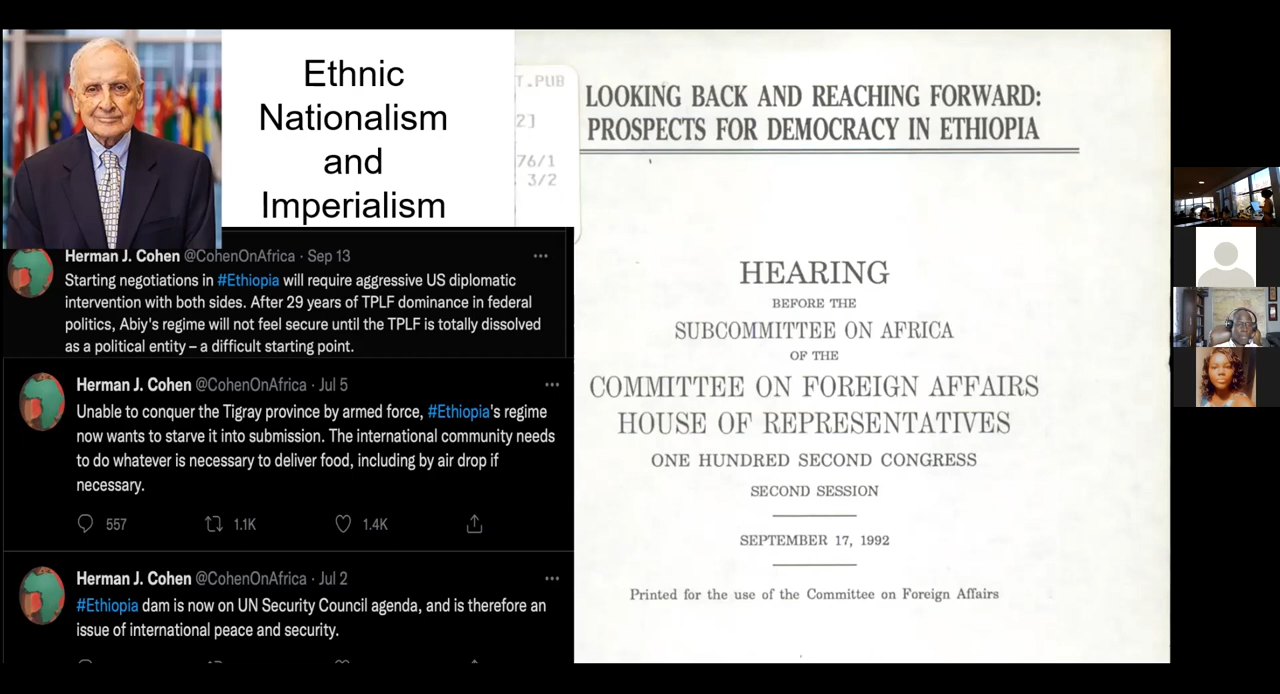 Ethnic
Nationalism
and
Imperialism
Herman J. Cohen @CohenOnAfrica · Sep 13
Starting negotiations in #Ethiopia will require aggressive US diplomatic
intervention with both sides. After 29 years of TPLF dominance in federal
politics, Abiy's regime will not feel secure until the TPLF is totally dissolved
as a political entity – a difficult starting point.
Herman J. Cohen @CohenOnAfrica · Jul 5
Unable to conquer the Tigray province by armed force, #Ethiopia's regime
now wants to starve it into submission. The international community needs
to do whatever is necessary to deliver food, including by air drop if
necessary.
557 1.1K 1.4K
Herman J. Cohen @CohenOnAfrica · Jul 2
#Ethiopia dam is now on UN Security Council agenda, and is therefore an
issue of international peace and security.
T.PUB
2]
76/1
3/2
LOOKING BACK AND REACHING FORWARD:
PROSPECTS FOR DEMOCRACY IN ETHIOPIA
HEARING
BEFORE THE
SUBCOMMITTEE ON AFRICA
OF THE
COMMITTEE ON FOREIGN AFFAIRS
HOUSE OF REPRESENTATIVES
ONE HUNDRED SECOND CONGRESS
SECOND SESSION
SEPTEMBER 17, 1992
Printed for the use of the Committee on Foreign Affairs